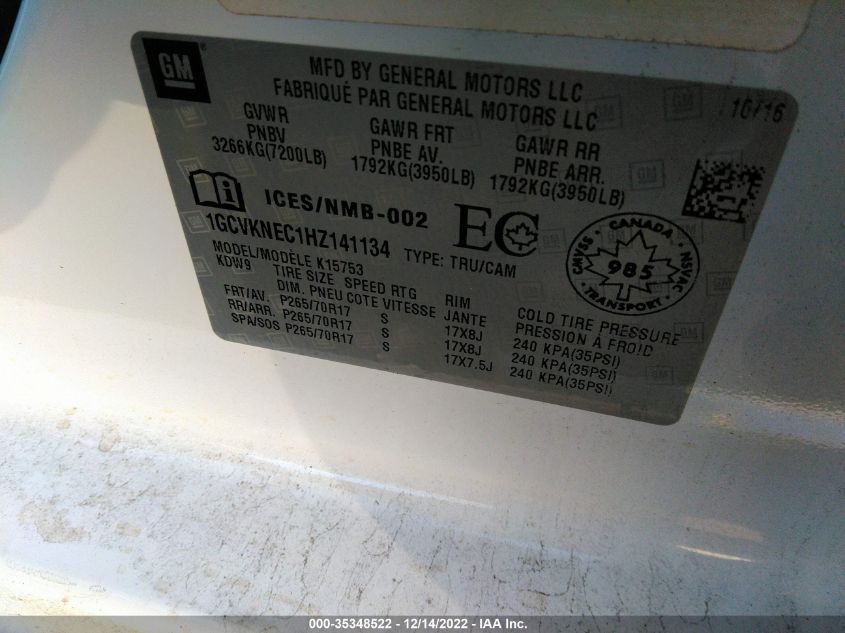 GM
MFD BY GENERAL MOTORS LLC
FABRIQUÉ PAR GENERAL MOTORS LLC
10/16
GVWR GAWR FRT GAWR RR
PNBV PNBE AV. PNBE ARR.
3266KG(7200LB) 1792KG(3950LB) 1792KG(3950LB)
i ICES/NMB-002 EC
1GCVKNEC1HZ141134 TYPE: TRU/CAM
CANADA
CMVSS 985 NSVAC
TRANSPORT
MODEL/MODÈLE K15753
KDW9 TIRE SIZE SPEED RTG RIM COLD TIRE PRESSURE
DIM. PNEU COTE VITESSE JANTE PRESSION À FROID
FRT/AV. P265/70R17 S 17X8J 240 KPA(35PSI)
RR/ARR. P265/70R17 S 17X8J 240 KPA(35PSI)
SPA/SOS P265/70R17 S 17X7.5J 240 KPA(35PSI)
000-35348522 - 12/14/2022 - IAA Inc.